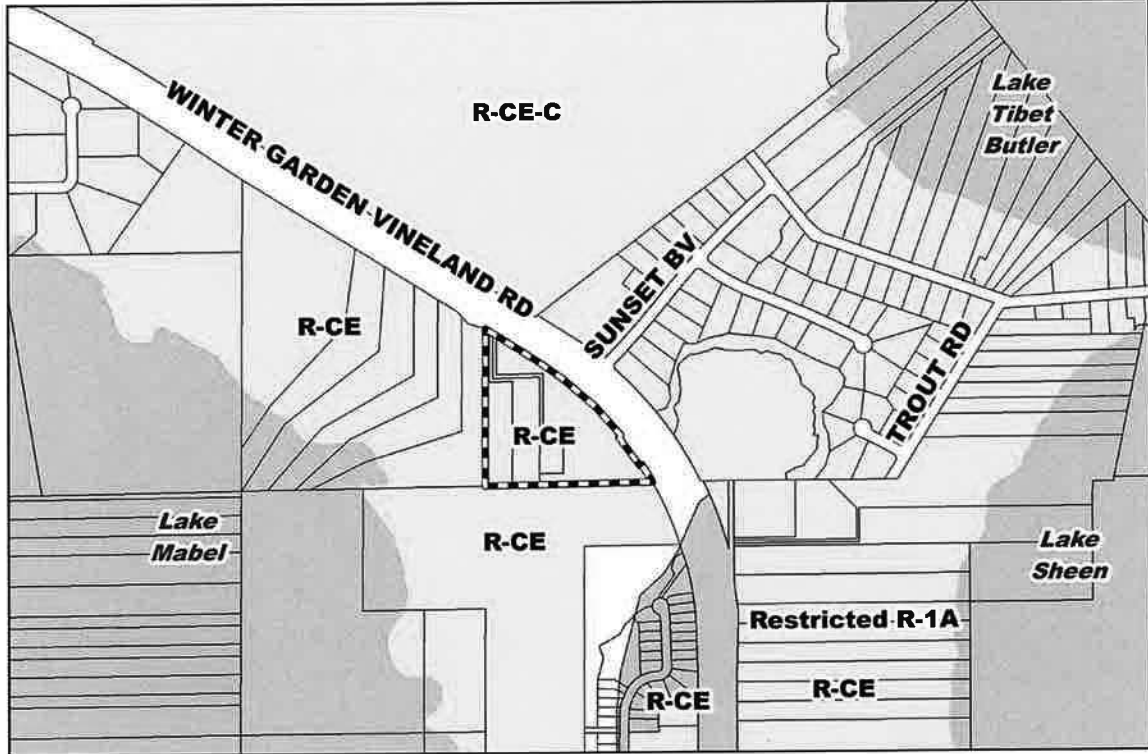 R-CE-C
Lake
Tibet
Butler
WINTER GARDEN VINELAND RD
SUNSET BV
R-CE
TROUT RD
R-CE
Lake
Mabel
R-CE
Lake
Sheen
Restricted R-1A
R-CE
R-CE